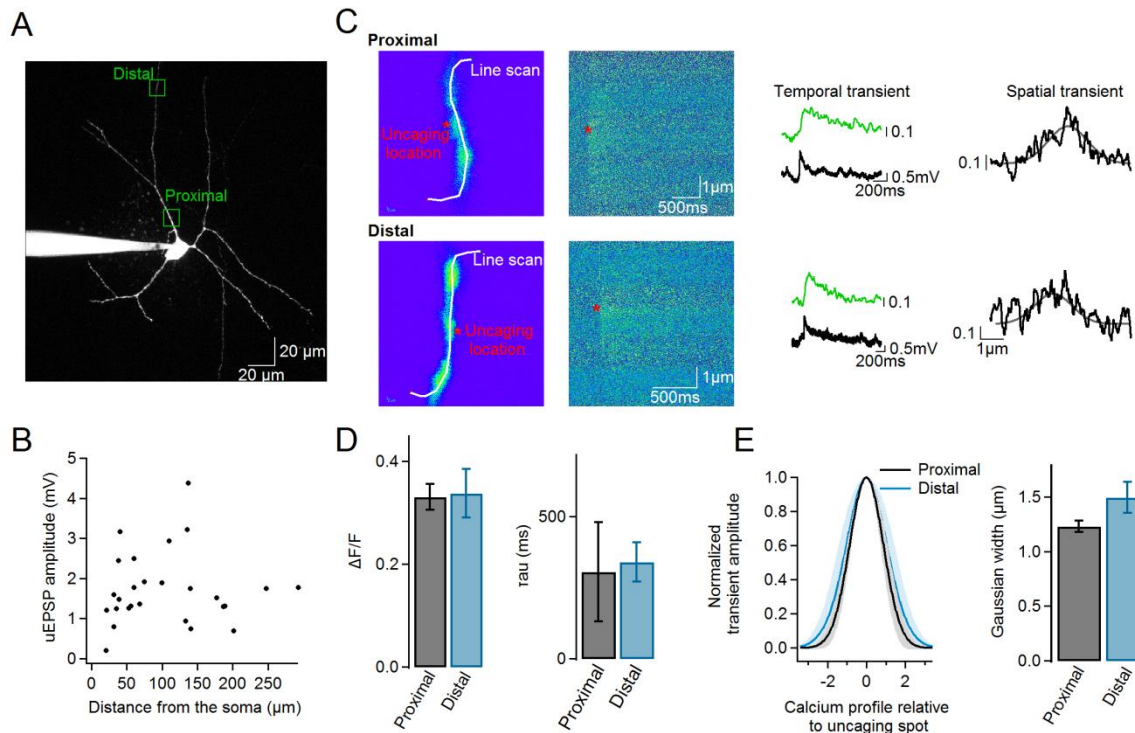 A
Distal
Proximal
20 µm
20 µm
C
Proximal
Line scan
*
Uncaging
location
*
1µm
500ms
Temporal transient
0.1
0.5mV
200ms
Spatial transient
0.1
Distal
Line scan
*
Uncaging
location
*
1µm
500ms
0.1
0.5mV
200ms
0.1
1µm
B
uEPSP amplitude (mV)
5
4
3
2
1
0
0 50 100 150 200 250
Distance from the soma (µm)
D
ΔF/F
0.4
0.2
0.0
Proximal
Distal
τau (ms)
500
0
Proximal
Distal
E
Proximal
Distal
Normalized
transient amplitude
1.0
0.8
0.6
0.4
0.2
0.0
-2 0 2
Calcium profile relative
to uncaging spot
Gaussian width (µm)
1.5
1.0
0.5
0.0
Proximal
Distal